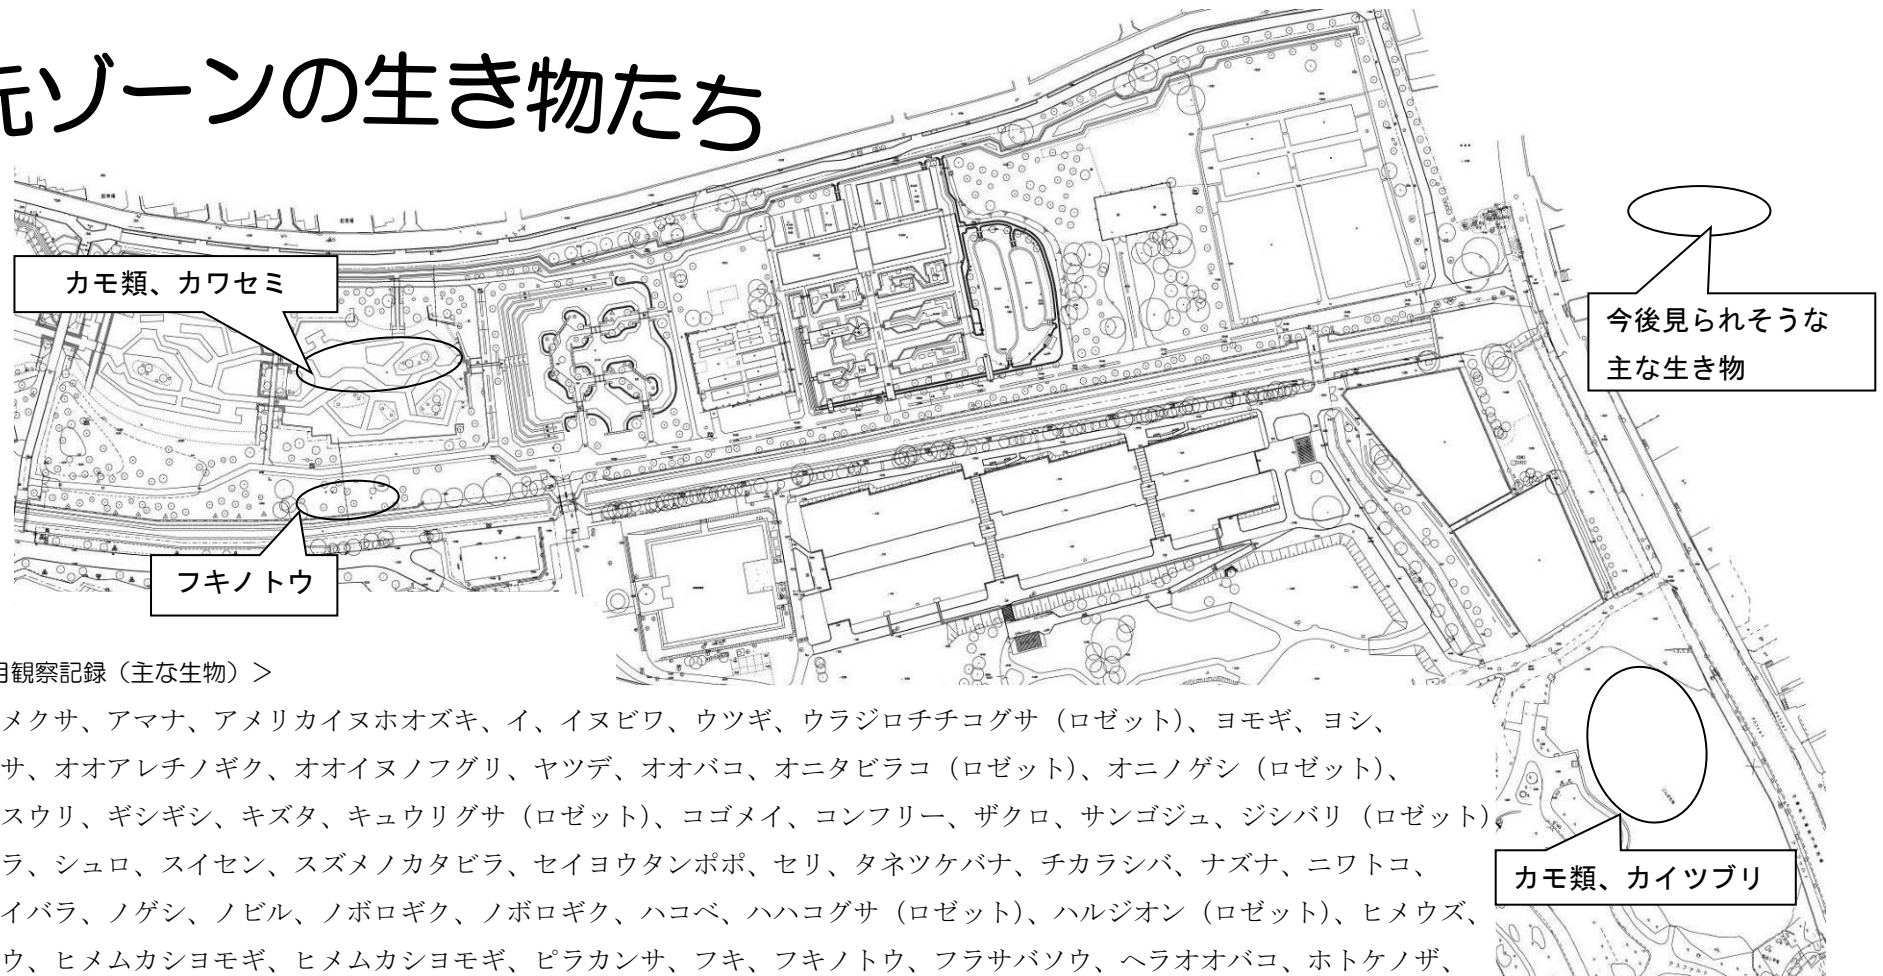 元ゾーンの生き物たち
カモ類、カワセミ
今後見られそうな
主な生き物
フキノトウ
月観察記録（主な生物）＞
メクサ、アマナ、アメリカイヌホオズキ、イ、イヌビワ、ウツギ、ウラジロチチコグサ（ロゼット）、ヨモギ、ヨシ、
サ、オオアレチノギク、オオイヌノフグリ、ヤツデ、オオバコ、オニタビラコ（ロゼット）、オニノゲシ（ロゼット）、
スウリ、ギシギシ、キズタ、キュウリグサ（ロゼット）、コゴメイ、コンフリー、ザクロ、サンゴジュ、ジシバリ（ロゼット）
ラ、シュロ、スイセン、スズメノカタビラ、セイヨウタンポポ、セリ、タネツケバナ、チカラシバ、ナズナ、ニワトコ、
カモ類、カイツブリ
イバラ、ノゲシ、ノビル、ノボロギク、ノボロギク、ハコベ、ハハコグサ（ロゼット）、ハルジオン（ロゼット）、ヒメウズ、
ウ、ヒメムカシヨモギ、ヒメムカシヨモギ、ピラカンサ、フキ、フキノトウ、フラサバソウ、ヘラオオバコ、ホトケノザ、